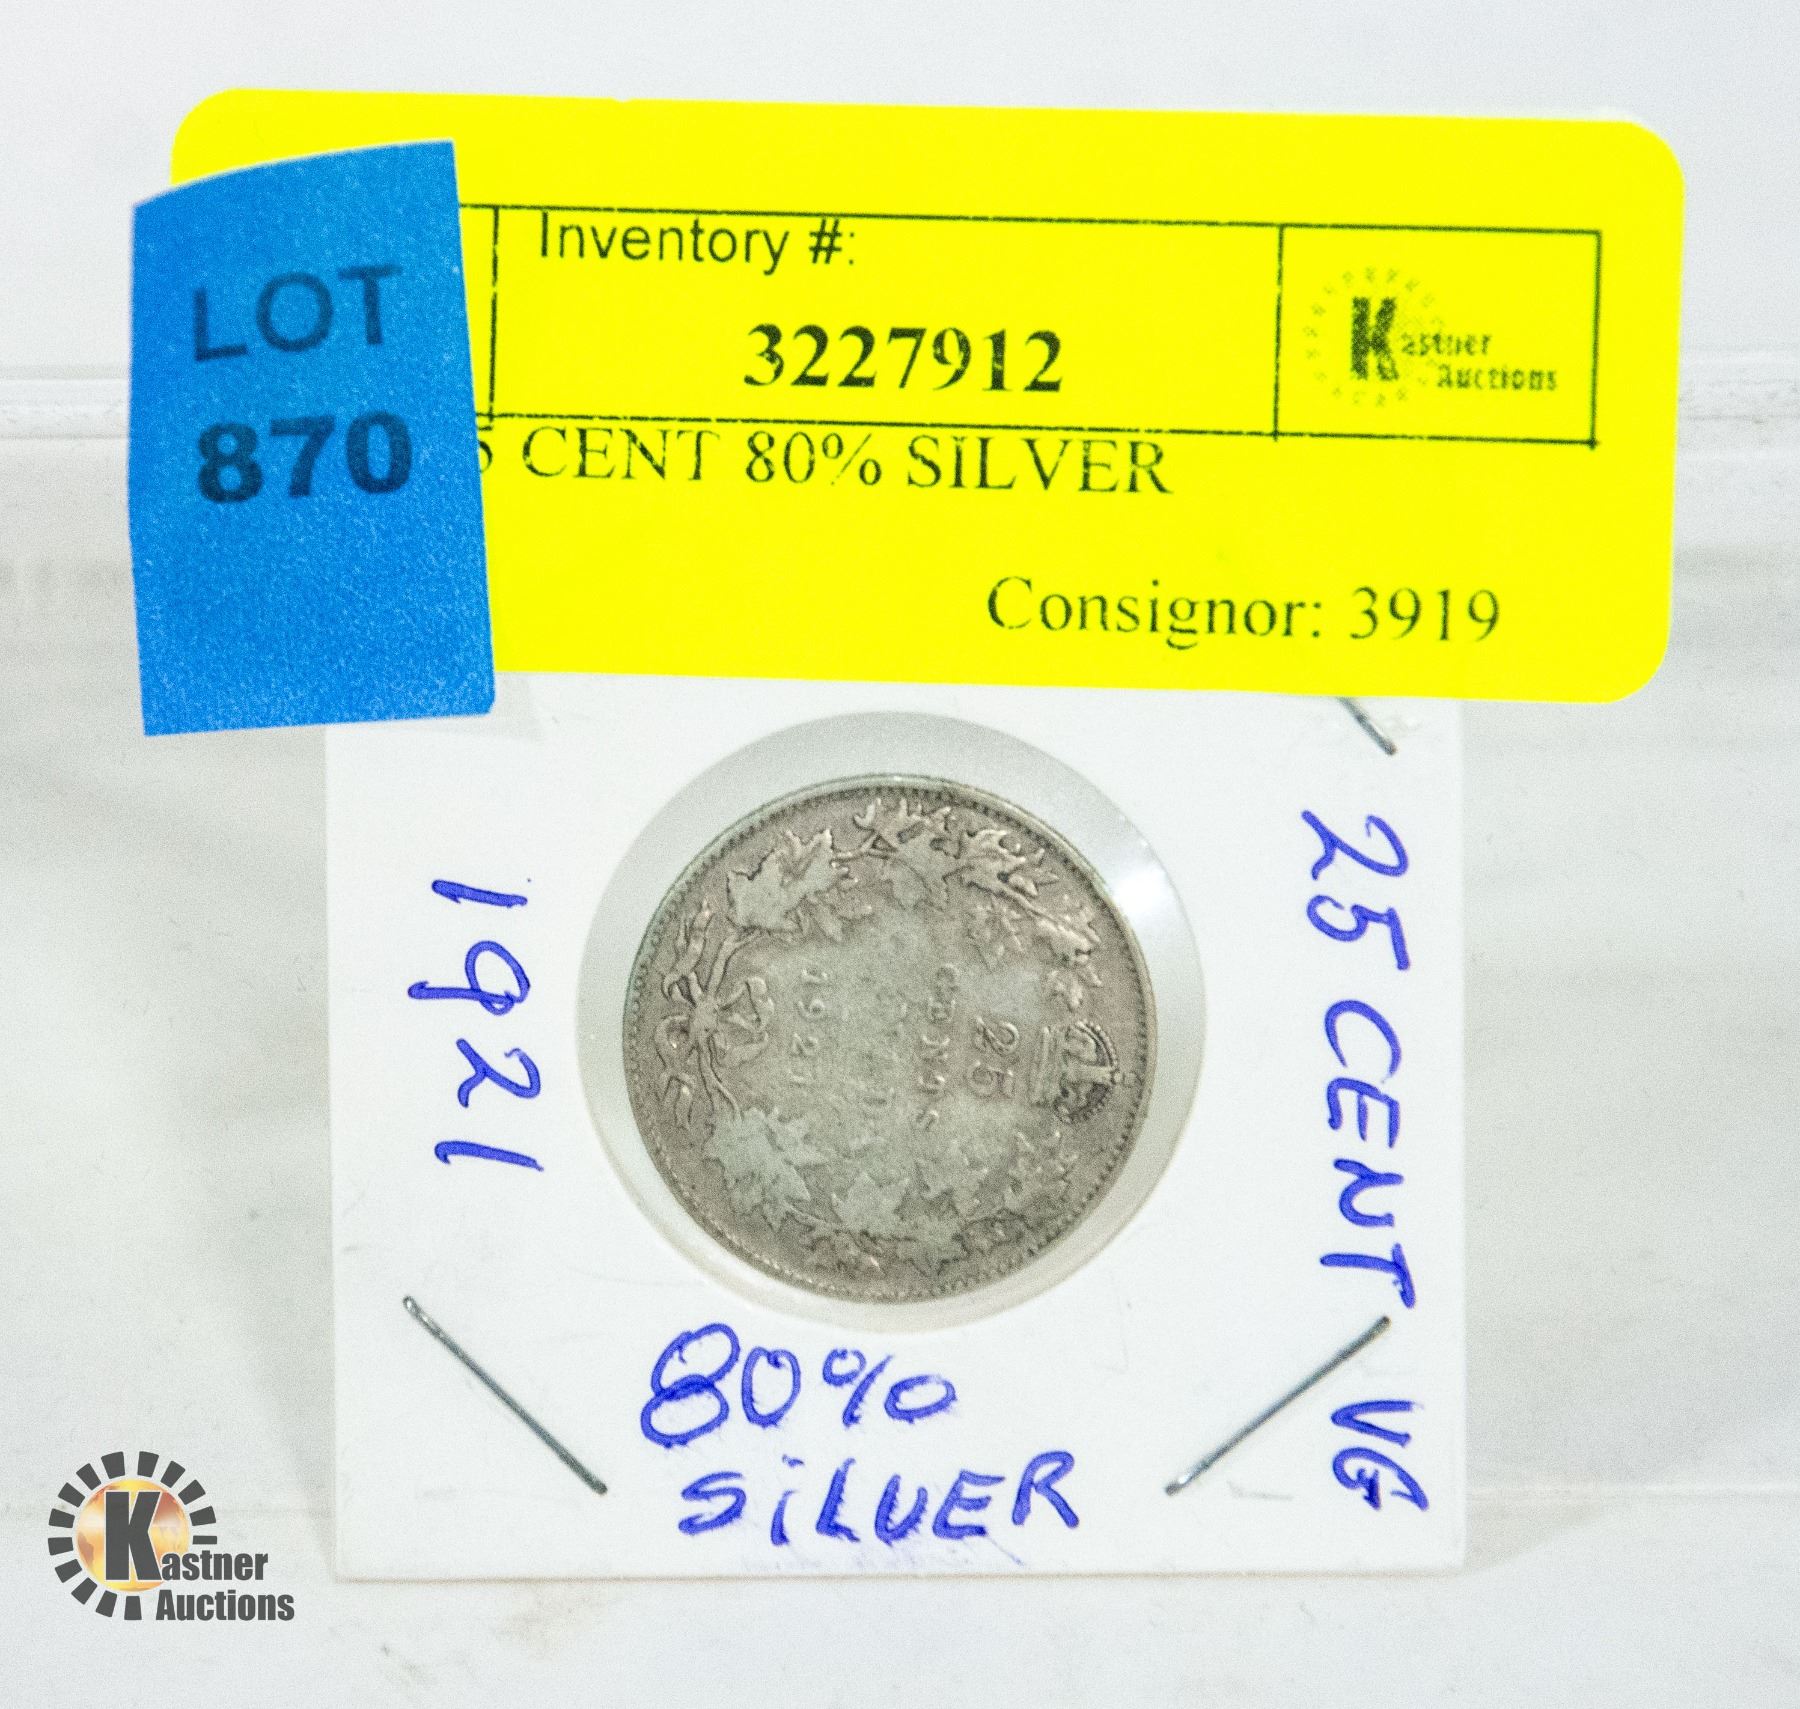 LOT
870
Inventory #:
3227912
Kastner
Auctions
5 CENT 80% SILVER
Consignor: 3919
1921
25 CENTS
1921
25 CENT VG
80%
SILVER
Kastner
Auctions